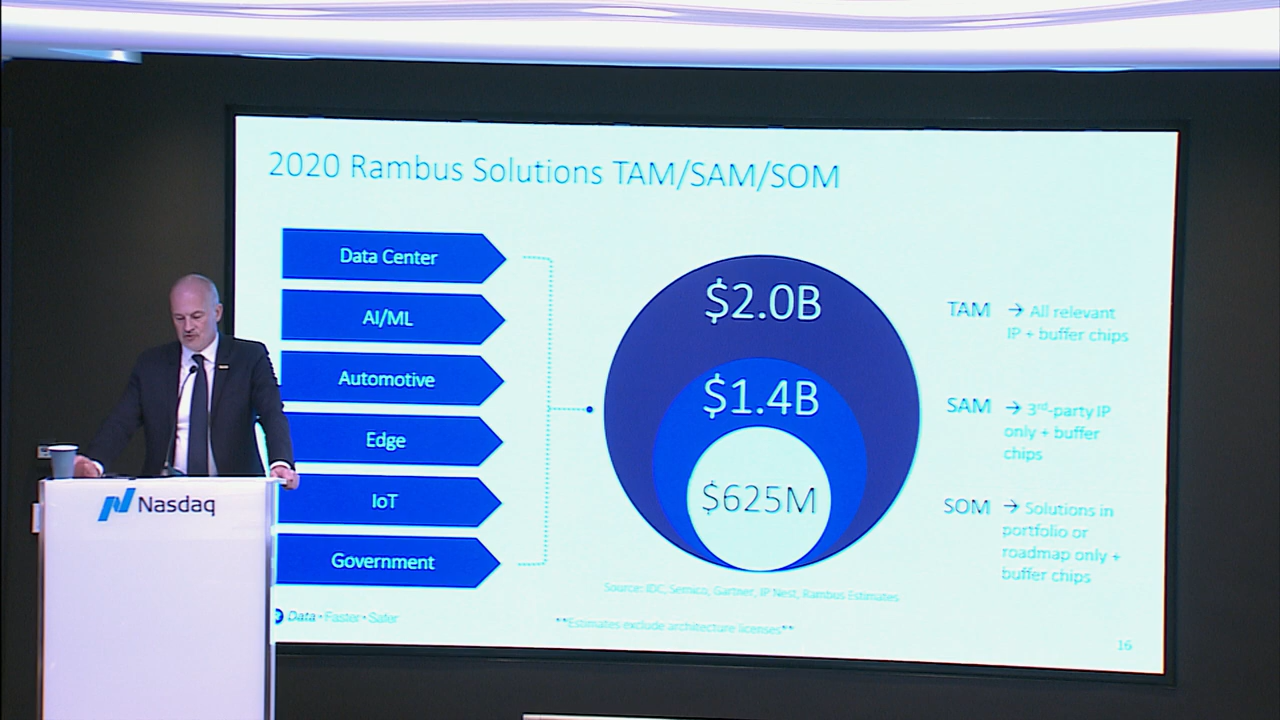 2020 Rambus Solutions TAM/SAM/SOM
Data Center
AI/ML
Automotive
Edge
IoT
Government
$2.0B
$1.4B
$625M
TAM → All relevant
IP + buffer chips
SAM → 3rd-party IP
only + buffer
chips
SOM → Solutions in
portfolio or
roadmap only +
buffer chips
Source: IDC, Semico, Gartner, IP Nest, Rambus Estimates
Data • Faster • Safer
**Estimates exclude architecture licenses**
16
Nasdaq